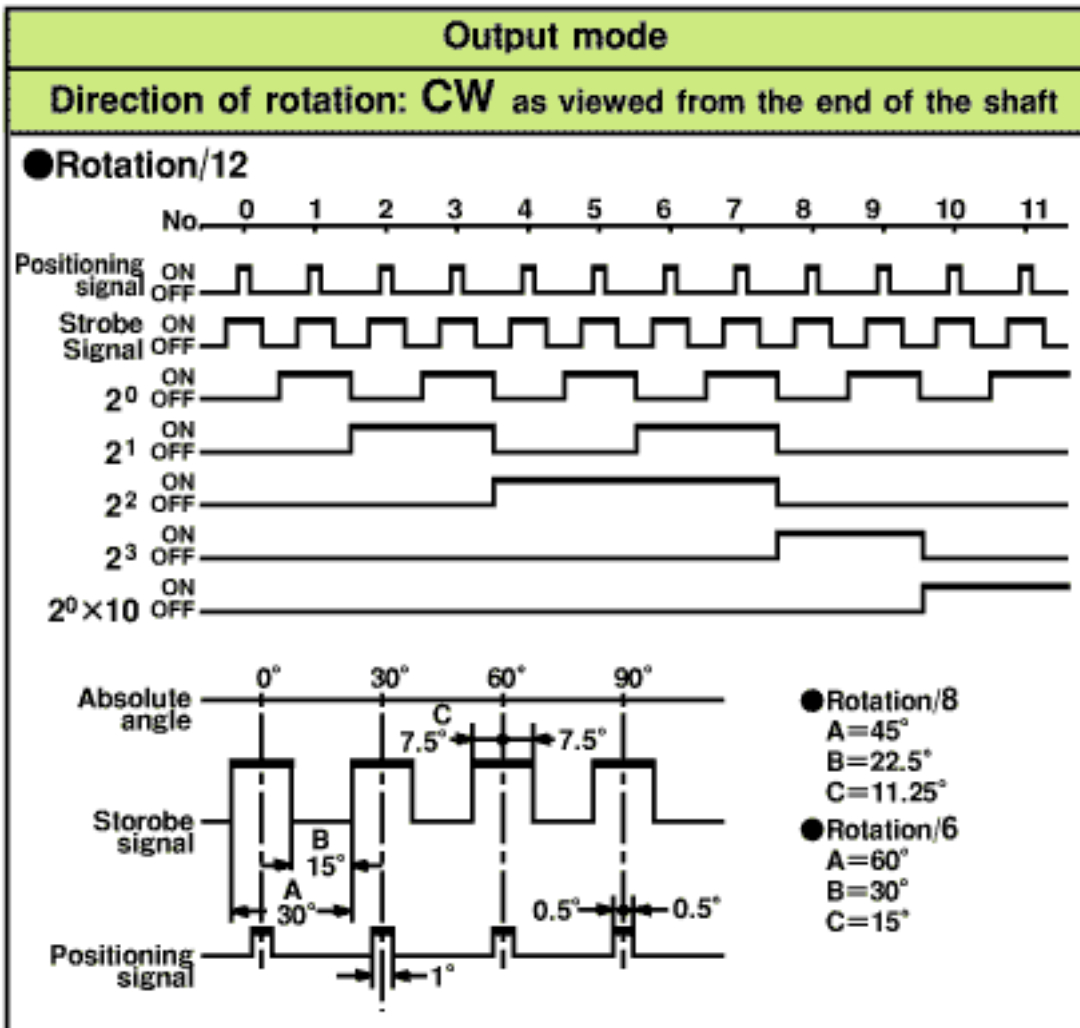 Output mode
Direction of rotation: CW as viewed from the end of the shaft
●Rotation/12
No. 0 1 2 3 4 5 6 7 8 9 10 11
Positioning signal ON OFF
Strobe Signal ON OFF
2⁰ ON OFF
2¹ ON OFF
2² ON OFF
2³ ON OFF
2⁰×10 ON OFF
Absolute angle 0° 30° 60° 90°
C
7.5° 7.5°
Storobe signal
B
15°
A
30°
0.5° 0.5°
Positioning signal
1°
●Rotation/8
A=45°
B=22.5°
C=11.25°
●Rotation/6
A=60°
B=30°
C=15°